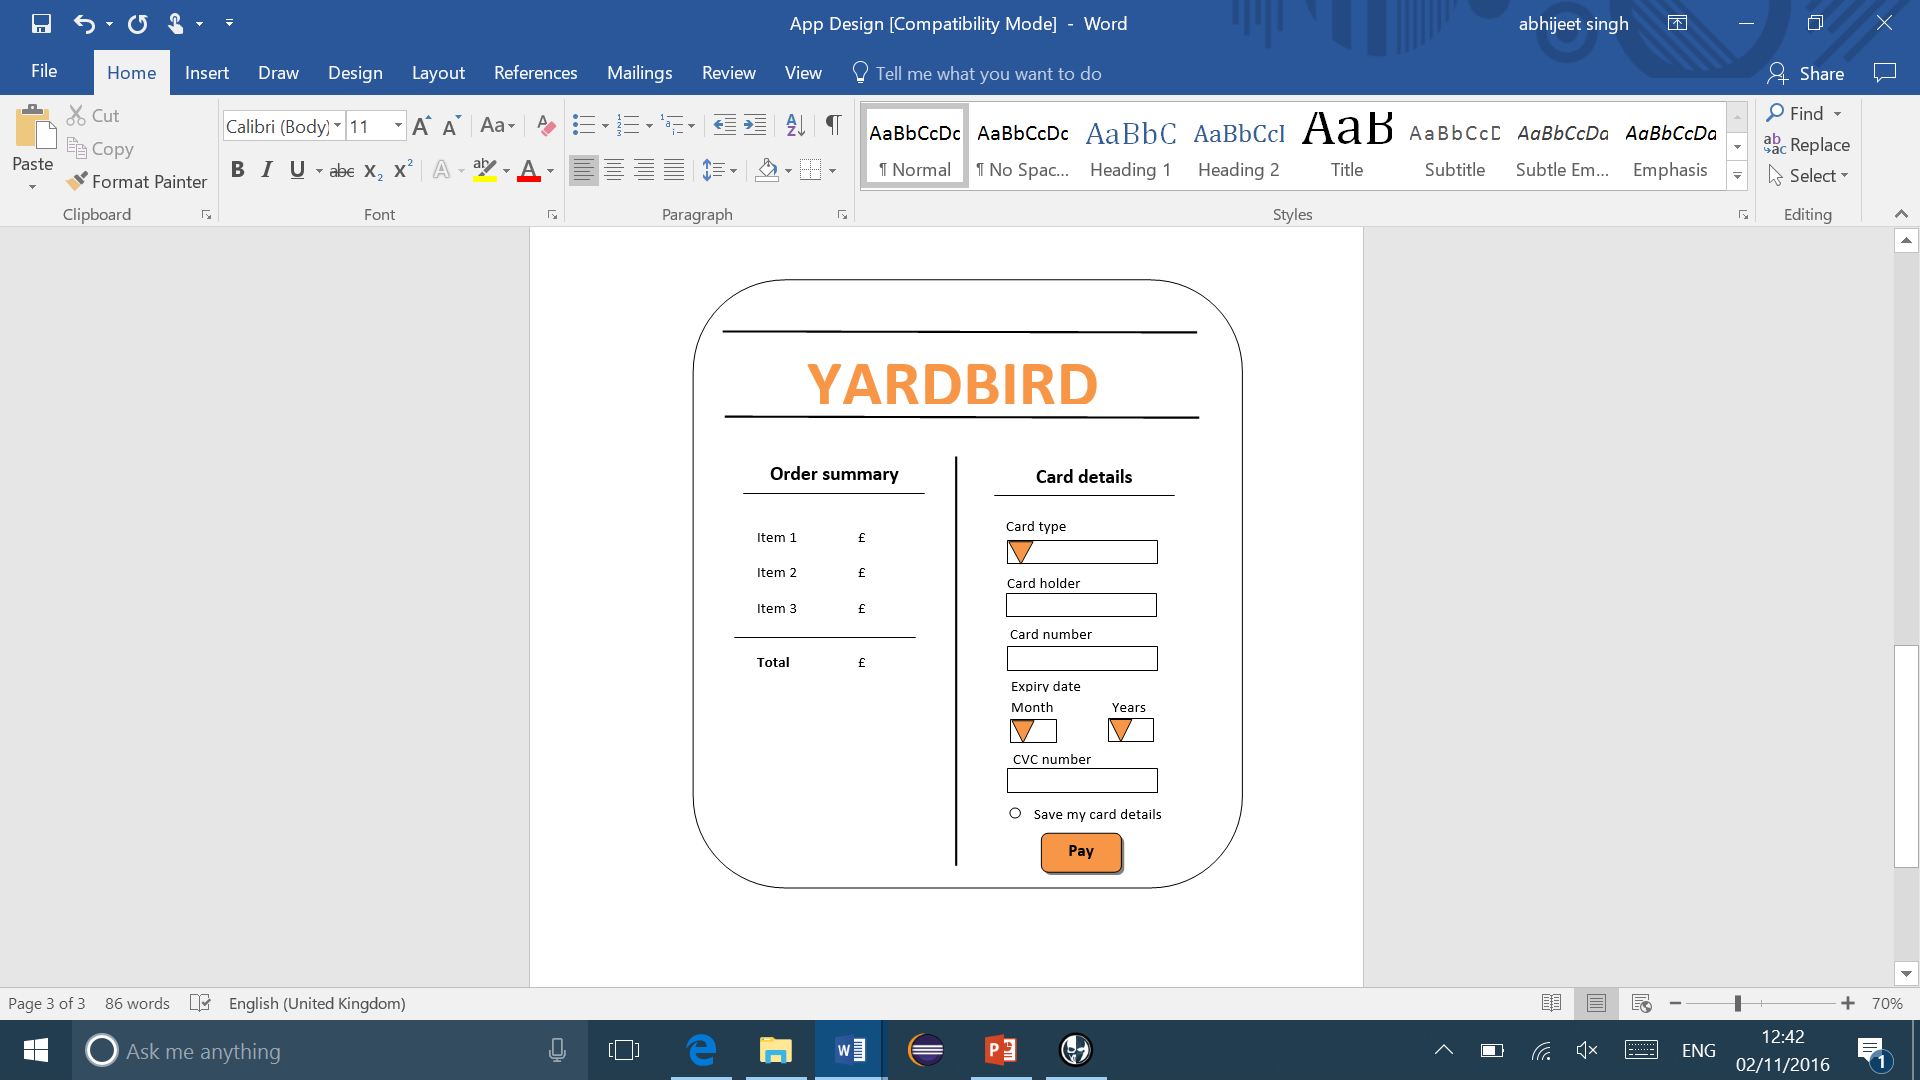 App Design [Compatibility Mode] - Word
abhijeet singh
File Home Insert Draw Design Layout References Mailings Review View Tell me what you want to do Share
Paste
Cut
Copy
Format Painter
Clipboard
Calibri (Body) 11
Font
Paragraph
AaBbCcDc AaBbCcDc AaBbC AaBbCcI AaB AaBbCcD AaBbCcDa AaBbCcDa
¶ Normal ¶ No Spac... Heading 1 Heading 2 Title Subtitle Subtle Em... Emphasis
Styles
Find
Replace
Select
Editing
YARDBIRD
Order summary
Item 1 £
Item 2 £
Item 3 £
Total £
Card details
Card type
Card holder
Card number
Expiry date
Month Years
CVC number
Save my card details
Pay
Page 3 of 3 86 words English (United Kingdom) 70%
Ask me anything
ENG
12:42
02/11/2016
1